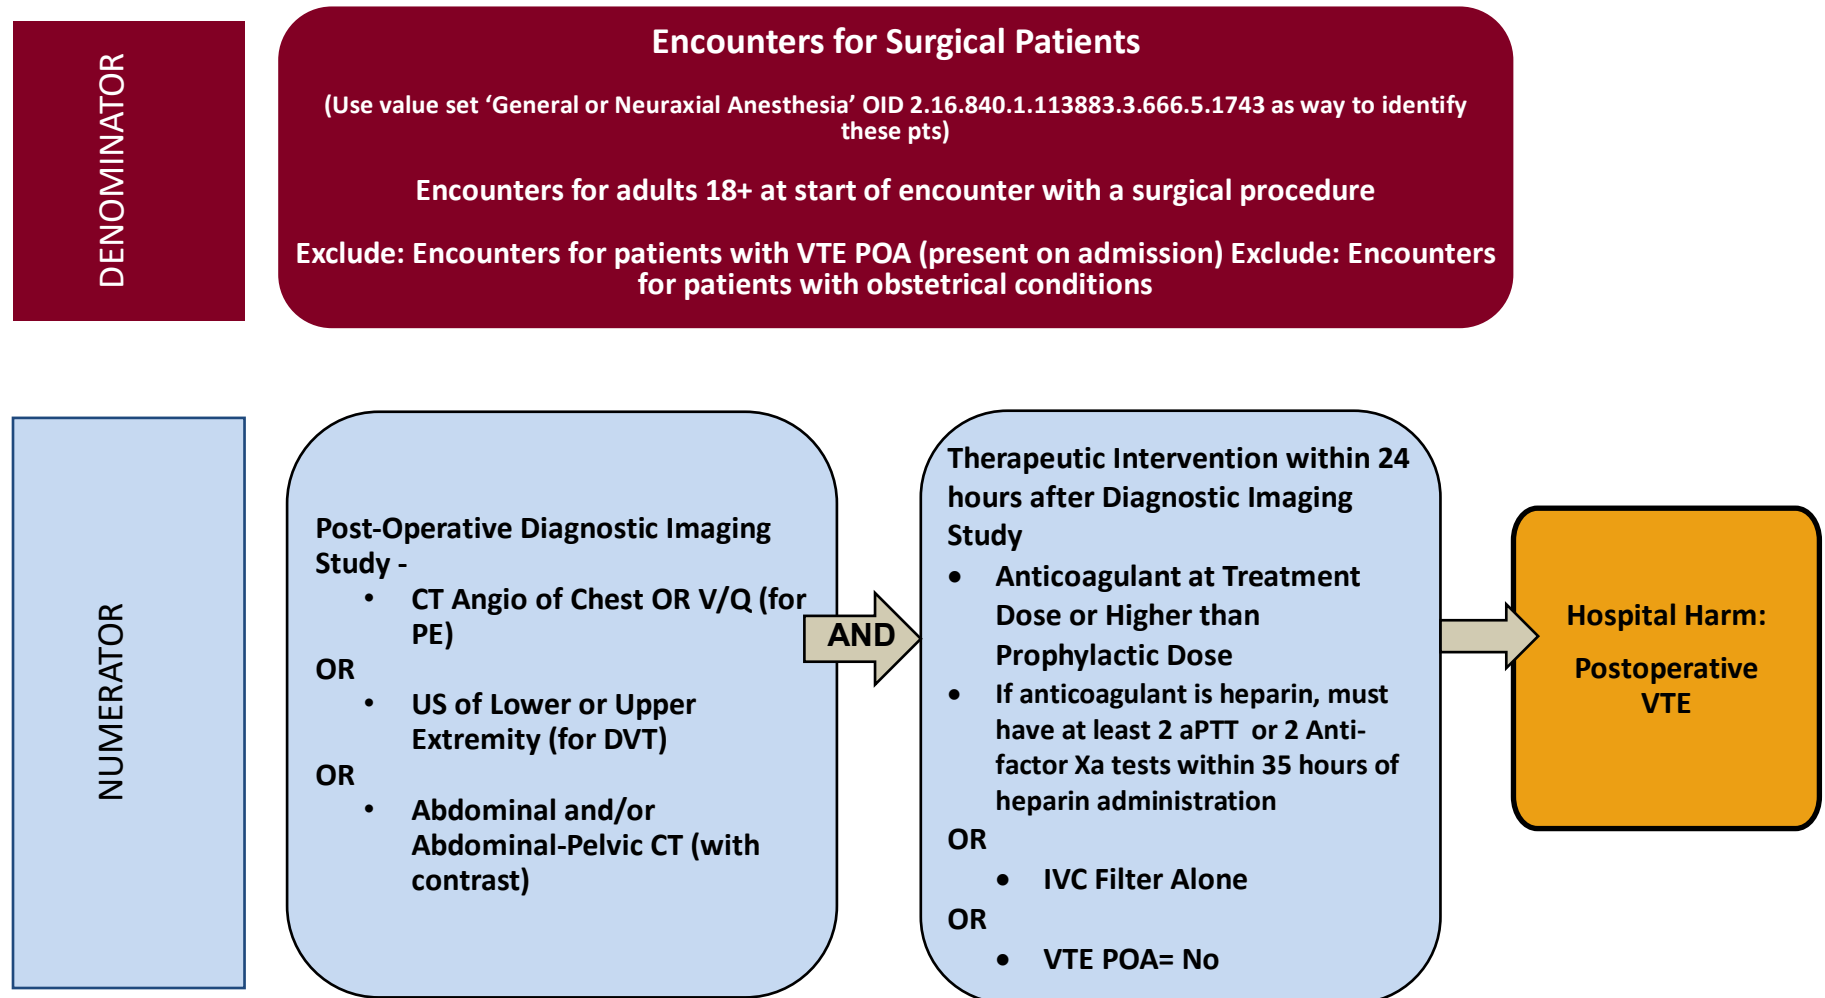 DENOMINATOR
Encounters for Surgical Patients
(Use value set ‘General or Neuraxial Anesthesia’ OID 2.16.840.1.113883.3.666.5.1743 as way to identify
these pts)
Encounters for adults 18+ at start of encounter with a surgical procedure
Exclude: Encounters for patients with VTE POA (present on admission) Exclude: Encounters
for patients with obstetrical conditions
NUMERATOR
Post-Operative Diagnostic Imaging
Study -
• CT Angio of Chest OR V/Q (for
PE)
OR
• US of Lower or Upper
Extremity (for DVT)
OR
• Abdominal and/or
Abdominal-Pelvic CT (with
contrast)
AND
Therapeutic Intervention within 24
hours after Diagnostic Imaging
Study
• Anticoagulant at Treatment
Dose or Higher than
Prophylactic Dose
• If anticoagulant is heparin, must
have at least 2 aPTT or 2 Anti-
factor Xa tests within 35 hours of
heparin administration
OR
• IVC Filter Alone
OR
• VTE POA= No
Hospital Harm:
Postoperative
VTE